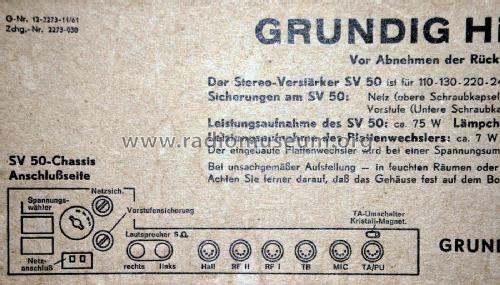 G-Nr. 12-2273-11/61
Zchg.-Nr. 2273-030
GRUNDIG Hi
Vor Abnehmen der Rück
Der Stereo-Verstärker SV 50 ist für 110-130-220-24
Sicherungen am SV 50: Netz (obere Schraubkapsel
Vorstufe (Untere Schraubk
Leistungsaufnahme des SV 50: ca. 75 W Lämpch
www.radiomuseum.org
Leistungsaufnahme des Plattenwechslers: ca. 7 W
Der eingebaute Plattenwechsler wird bei einen Spannungsum
Bei unsachgemäßer Aufstellung – in feuchten Räumen oder
Achten Sie ferner darauf, daß das Gehäuse fest auf dem Bo
SV 50-Chassis
Anschlußseite
Netzsich.
Spannungs-
wähler
Vorstufensicherung
TA-Umschalter
Kristall-Magnet.
Lautsprecher 5Ω
Netz-
anschluß
rechts links Hall RF II RF I TB MIC TA/PU
GRUN